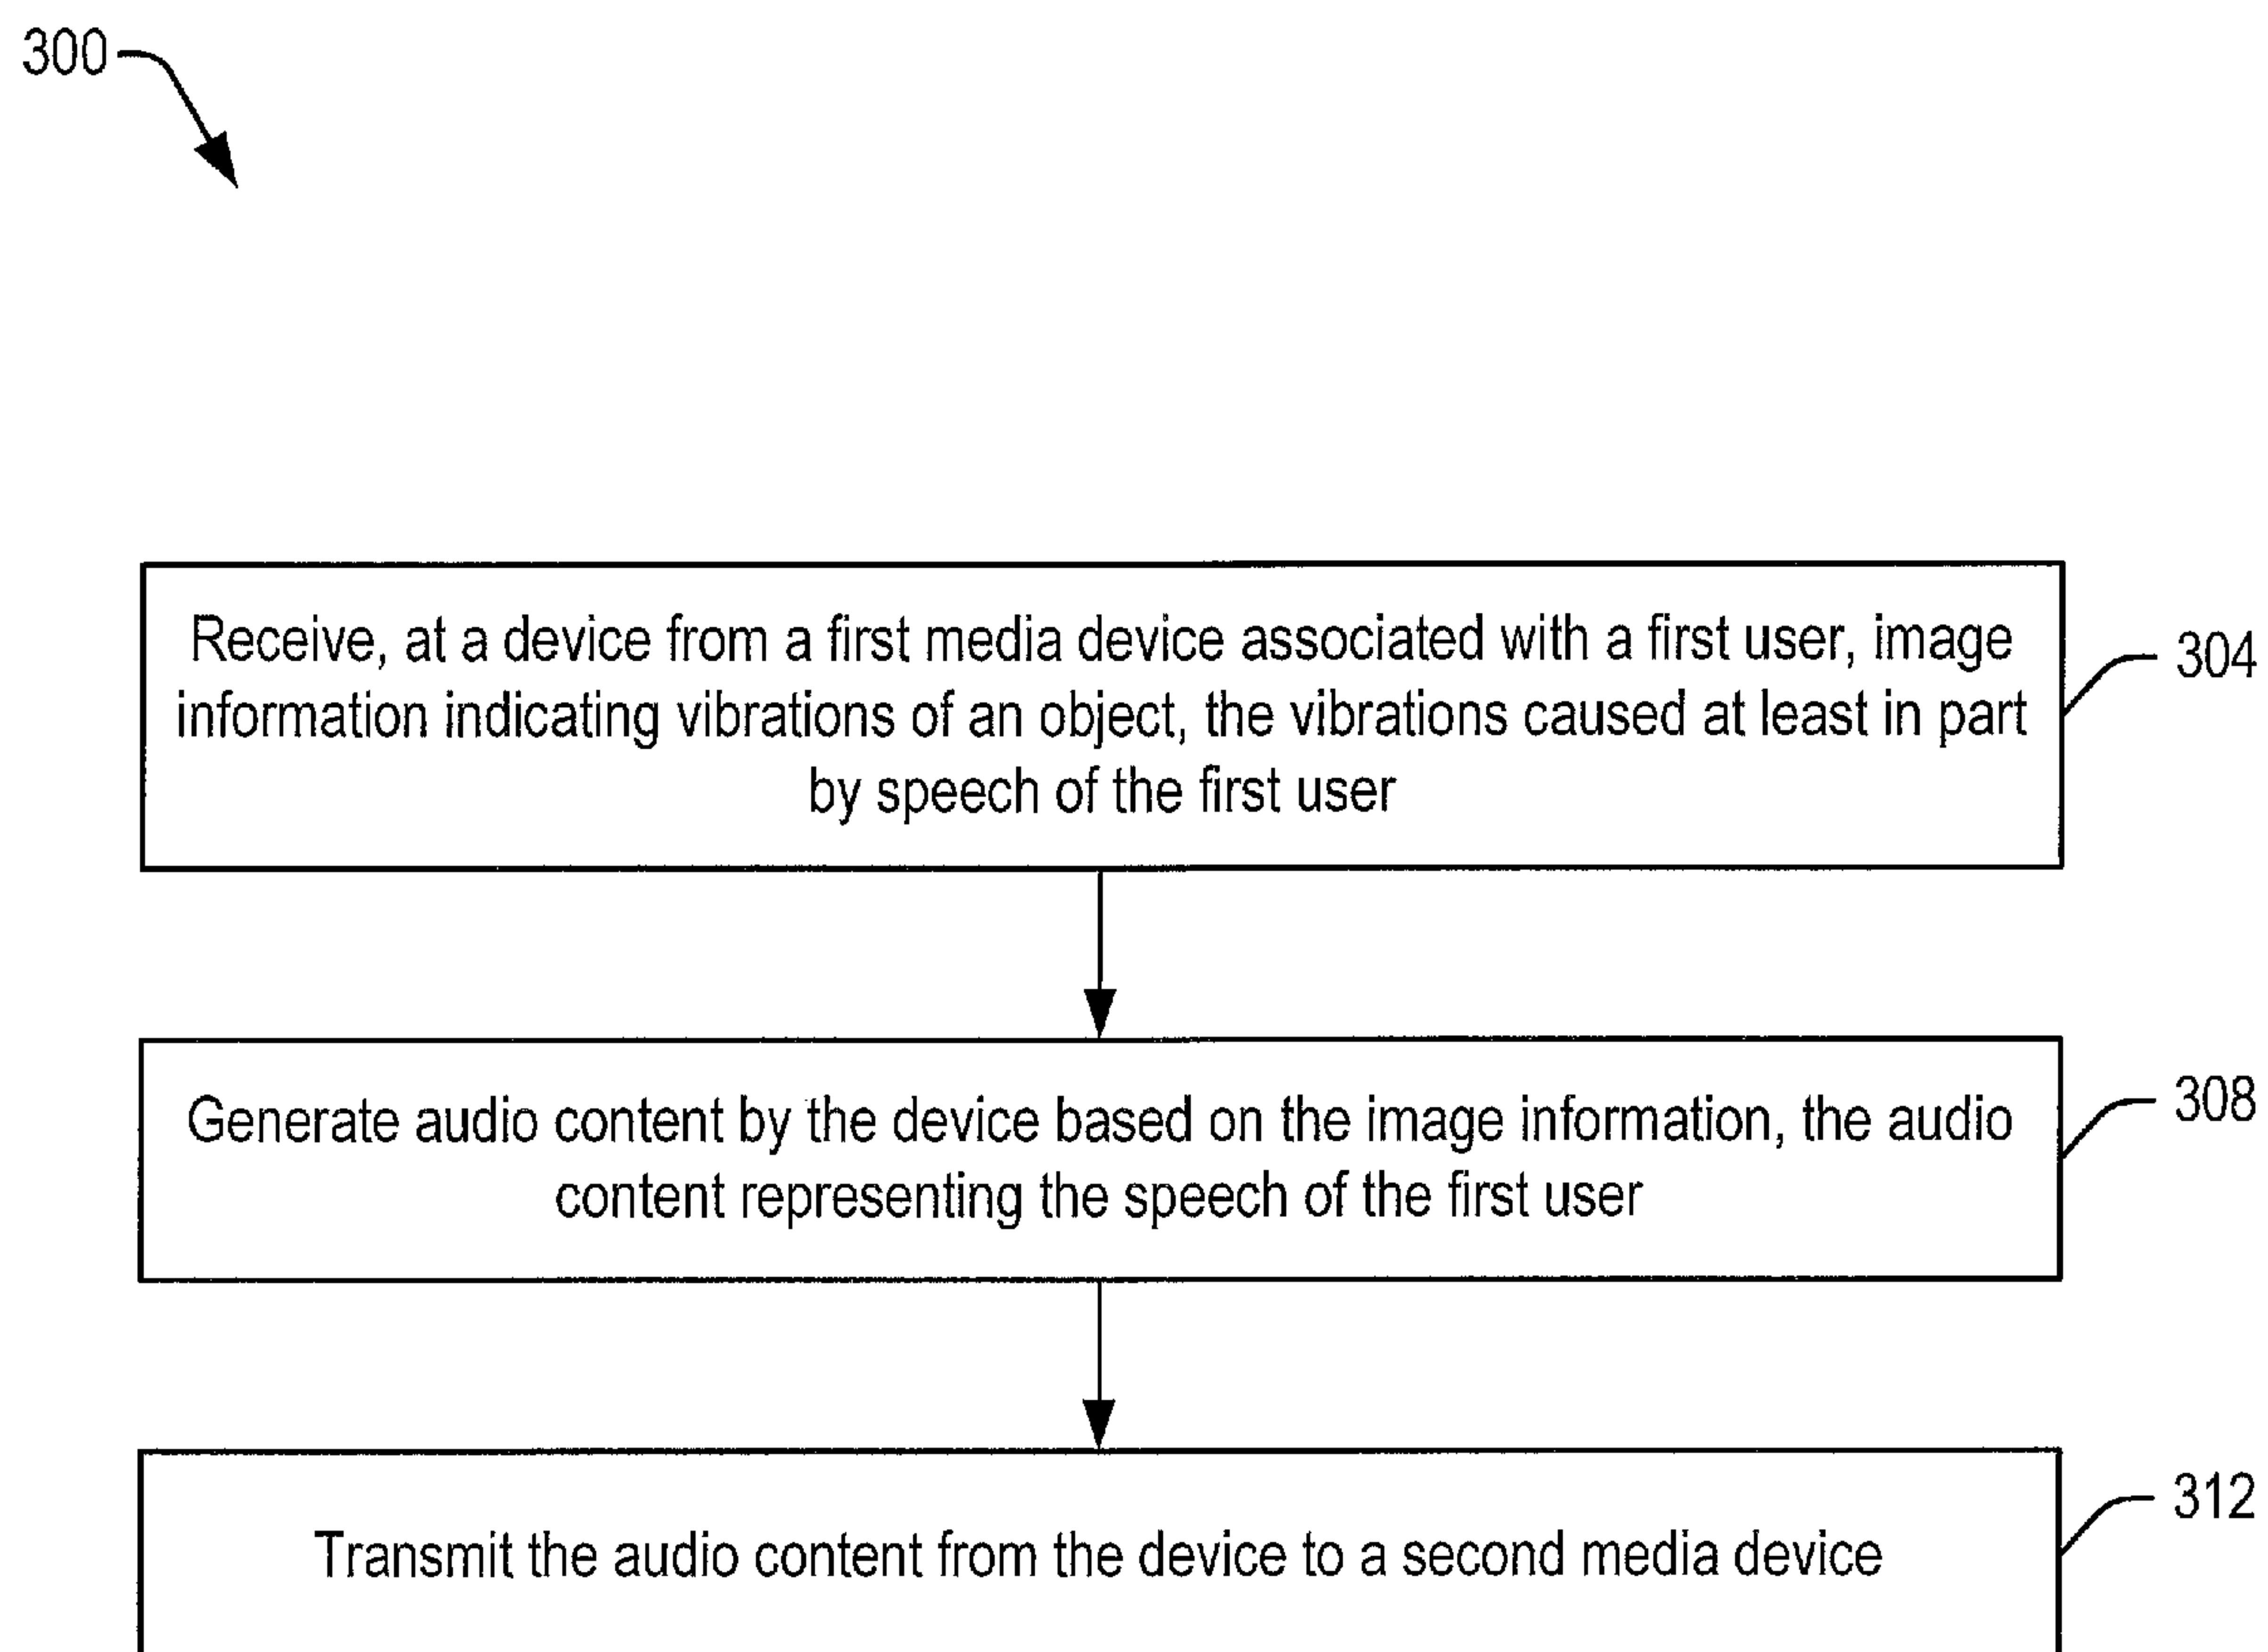 300
Receive, at a device from a first media device associated with a first user, image
information indicating vibrations of an object, the vibrations caused at least in part
by speech of the first user
304
Generate audio content by the device based on the image information, the audio
content representing the speech of the first user
308
Transmit the audio content from the device to a second media device
312